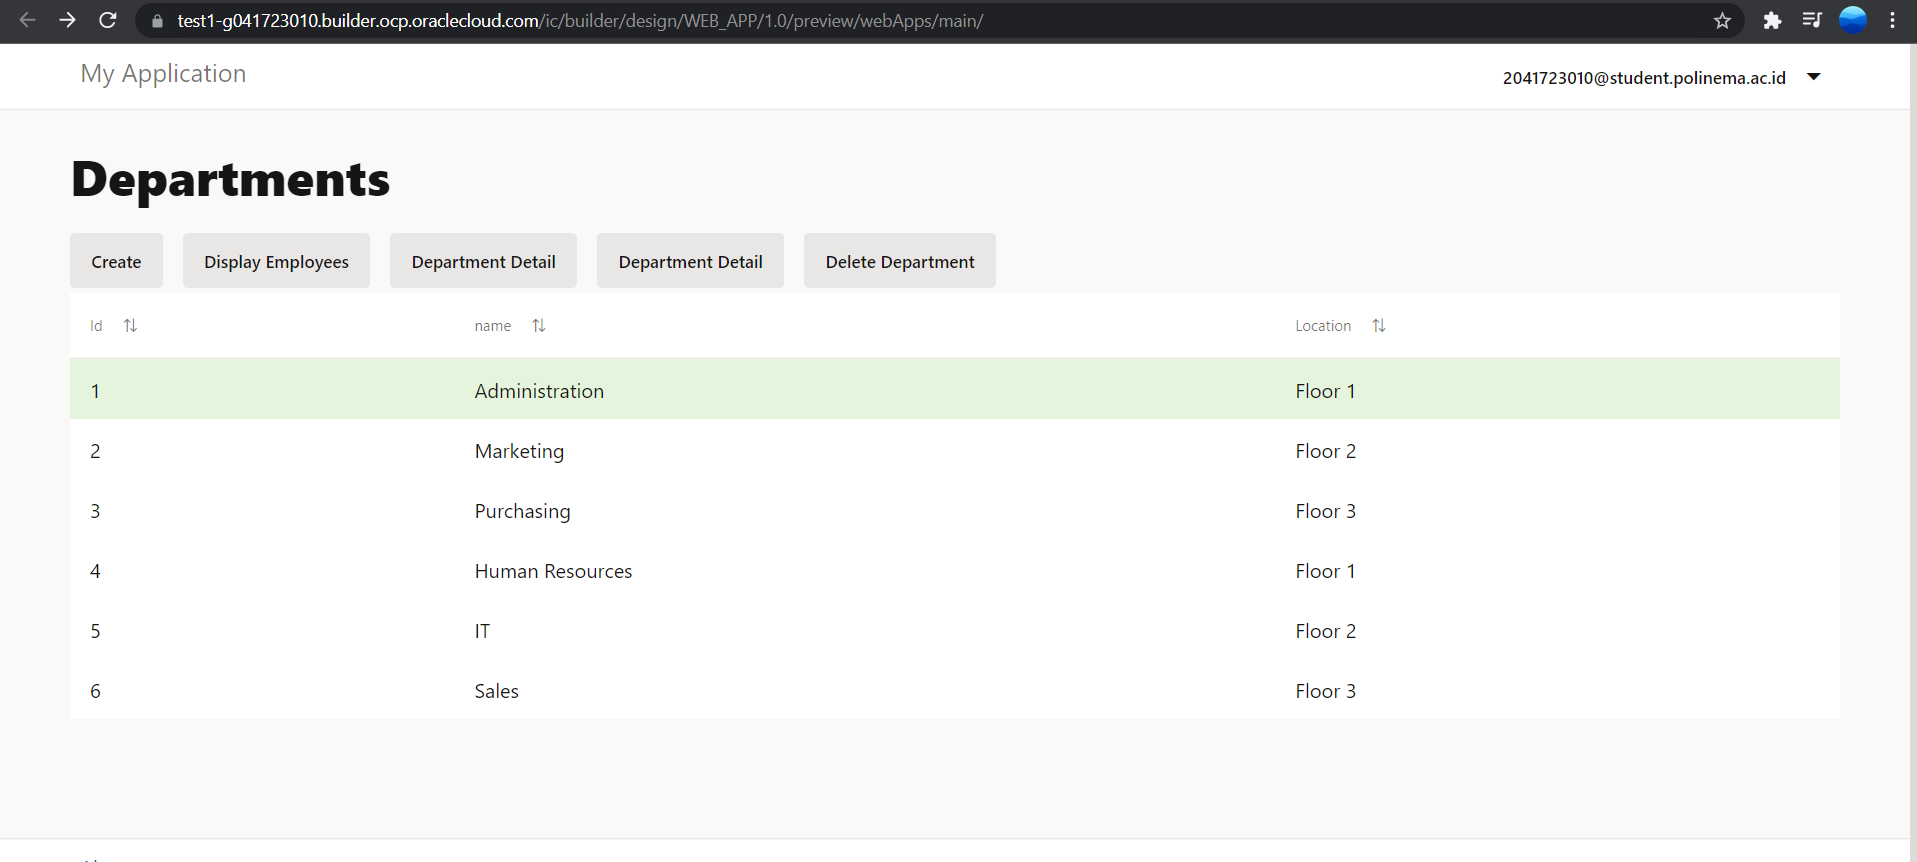 test1-g041723010.builder.ocp.oraclecloud.com/ic/builder/design/WEB_APP/1.0/preview/webApps/main/
My Application
2041723010@student.polinema.ac.id
Departments
Create Display Employees Department Detail Department Detail Delete Department
Id name Location
1 Administration Floor 1
2 Marketing Floor 2
3 Purchasing Floor 3
4 Human Resources Floor 1
5 IT Floor 2
6 Sales Floor 3